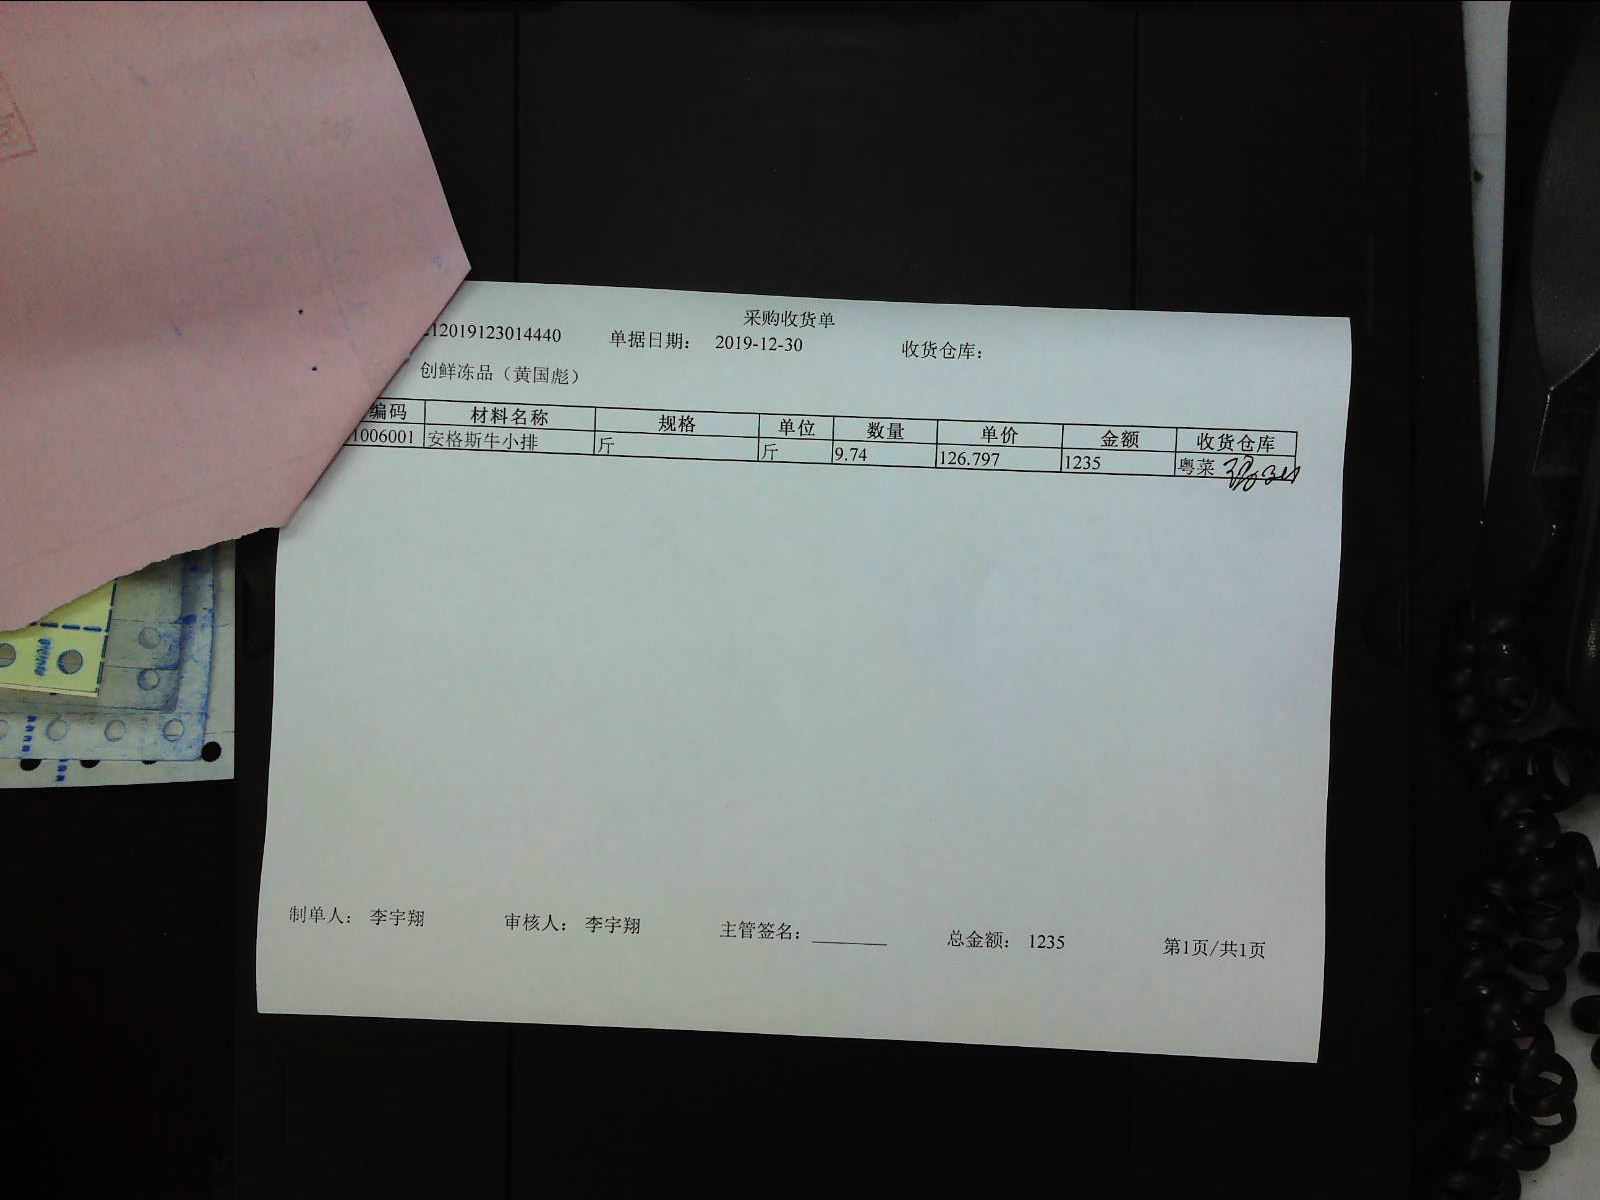 采购收货单
12019123014440 单据日期： 2019-12-30 收货仓库：
创鲜冻品（黄国彪）
编码 材料名称 规格 单位 数量 单价 金额 收货仓库
1006001 安格斯牛小排 斤 斤 9.74 126.797 1235 粤菜
制单人： 李宇翔 审核人： 李宇翔 主管签名： 总金额： 1235 第1页/共1页